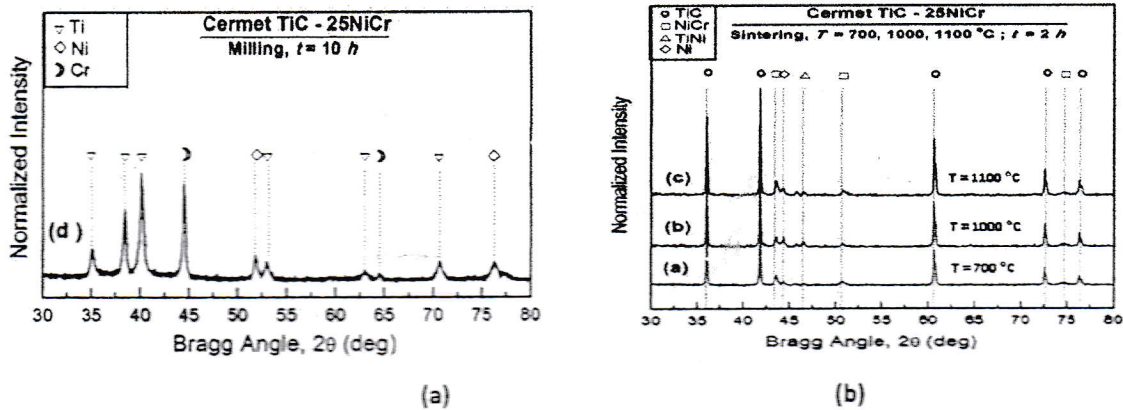 ▽ Ti
◇ Ni
☽ Cr
Cermet TiC - 25NiCr
Milling, t = 10 h
(d)
Normalized Intensity
30 35 40 45 50 55 60 65 70 75 80
Bragg Angle, 2θ (deg)
(a)
○ TiC
□ NiCr
△ TiNi
◇ Ni
Cermet TiC - 25NiCr
Sintering, T = 700, 1000, 1100 °C ; t = 2 h
(c)
T = 1100 °C
(b)
T = 1000 °C
(a)
T = 700 °C
Normalized Intensity
30 35 40 45 50 55 60 65 70 75 80
Bragg Angle, 2θ (deg)
(b)